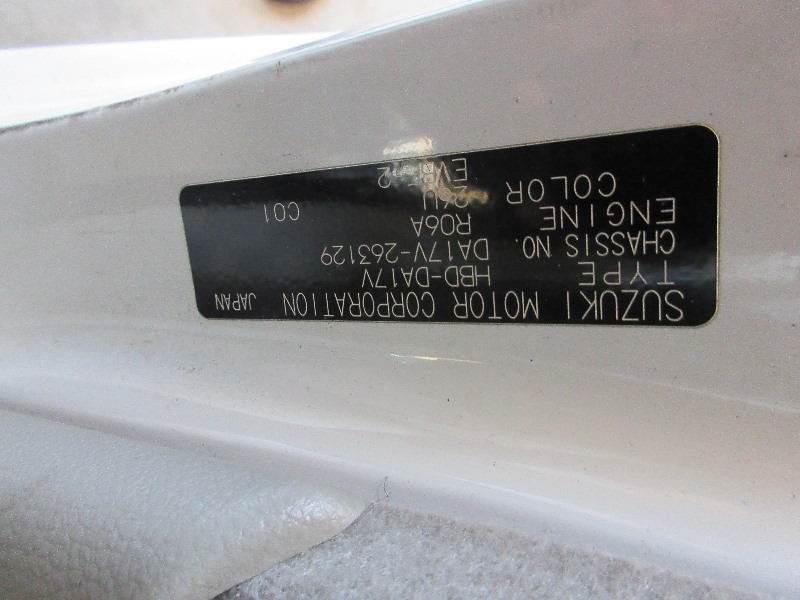 SUZUKI MOTOR CORPORATION JAPAN
TYPE HBD-DA17V
CHASSIS NO. DA17V-263129
ENGINE R06A
COLOR 26U C01